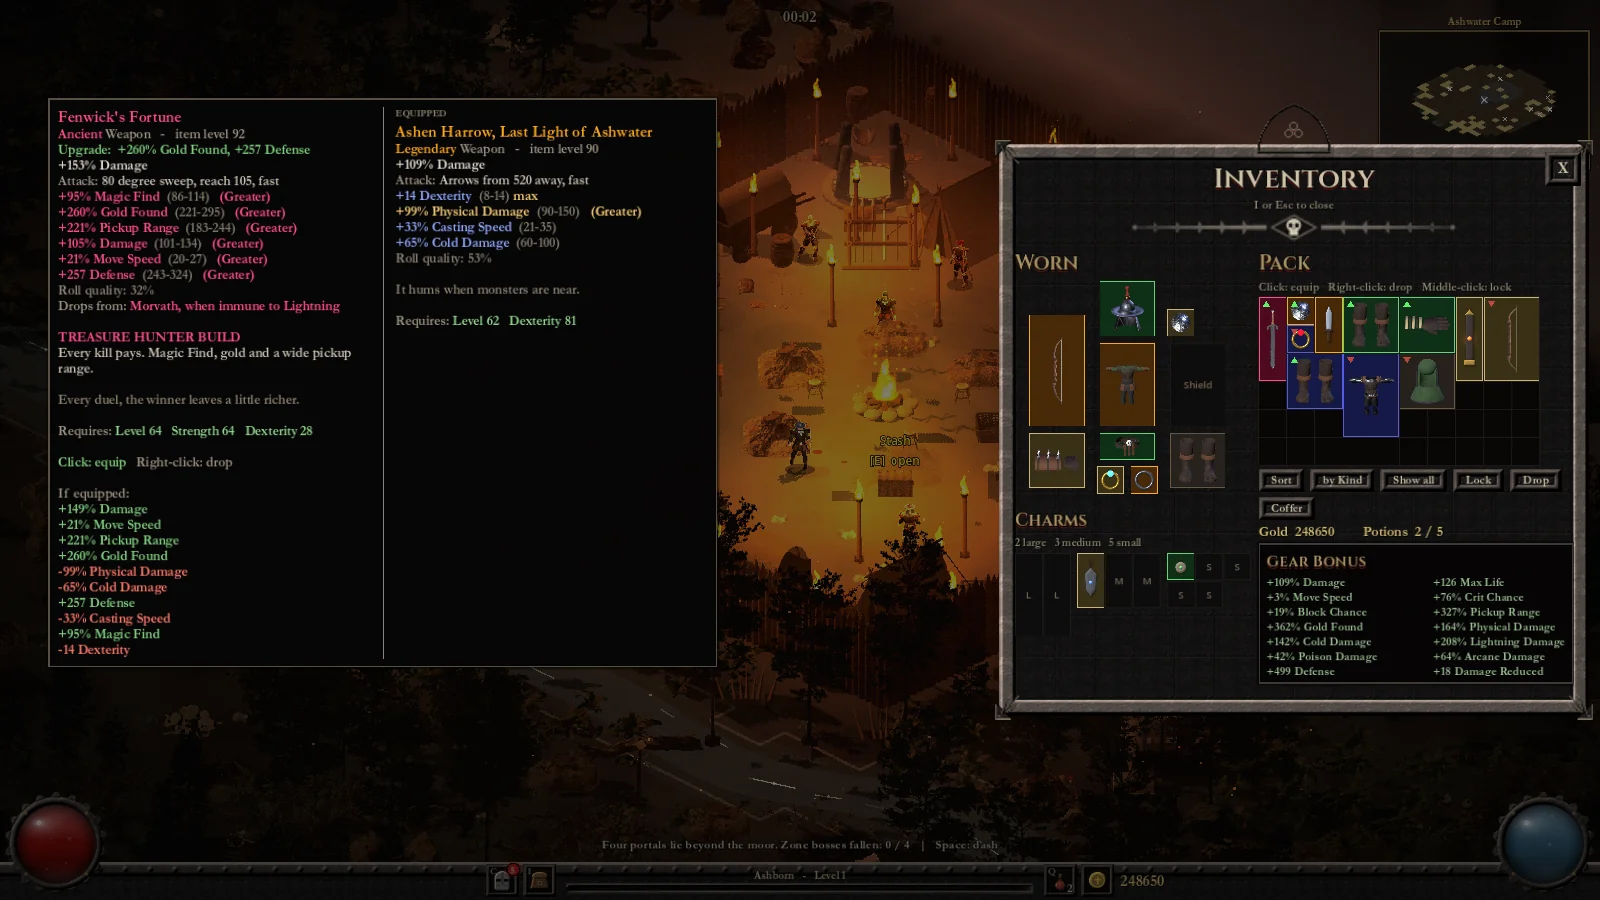 00:02
Ashwater Camp
Fenwick's Fortune
Ancient Weapon - item level 92
Upgrade: +260% Gold Found, +257 Defense
+153% Damage
Attack: 80 degree sweep, reach 105, fast
+95% Magic Find (86-114) (Greater)
+260% Gold Found (221-295) (Greater)
+221% Pickup Range (183-244) (Greater)
+105% Damage (101-134) (Greater)
+21% Move Speed (20-27) (Greater)
+257 Defense (243-324) (Greater)
Roll quality: 32%
Drops from: Morvath, when immune to Lightning
TREASURE HUNTER BUILD
Every kill pays. Magic Find, gold and a wide pickup
range.
Every duel, the winner leaves a little richer.
Requires: Level 64 Strength 64 Dexterity 28
Click: equip Right-click: drop
If equipped:
+149% Damage
+21% Move Speed
+221% Pickup Range
+260% Gold Found
-99% Physical Damage
-65% Cold Damage
+257 Defense
-33% Casting Speed
+95% Magic Find
-14 Dexterity
EQUIPPED
Ashen Harrow, Last Light of Ashwater
Legendary Weapon - item level 90
+109% Damage
Attack: Arrows from 520 away, fast
+14 Dexterity (8-14) max
+99% Physical Damage (90-150) (Greater)
+33% Casting Speed (21-35)
+65% Cold Damage (60-100)
Roll quality: 53%
It hums when monsters are near.
Requires: Level 62 Dexterity 81
Stash
[E] open
X
INVENTORY
I or Esc to close
WORN
Shield
CHARMS
2 large 3 medium 5 small
L L M M S S S S
PACK
Click: equip Right-click: drop Middle-click: lock
Sort by Kind Show all Lock Drop
Coffer
Gold 248650 Potions 2 / 5
GEAR BONUS
+109% Damage +126 Max Life
+3% Move Speed +76% Crit Chance
+19% Block Chance +327% Pickup Range
+362% Gold Found +164% Physical Damage
+142% Cold Damage +208% Lightning Damage
+42% Poison Damage +64% Arcane Damage
+499 Defense +18 Damage Reduced
Four portals lie beyond the moor. Zone bosses fallen: 0 / 4 | Space: dash
Ashborn - Level 1
Q
2
248650